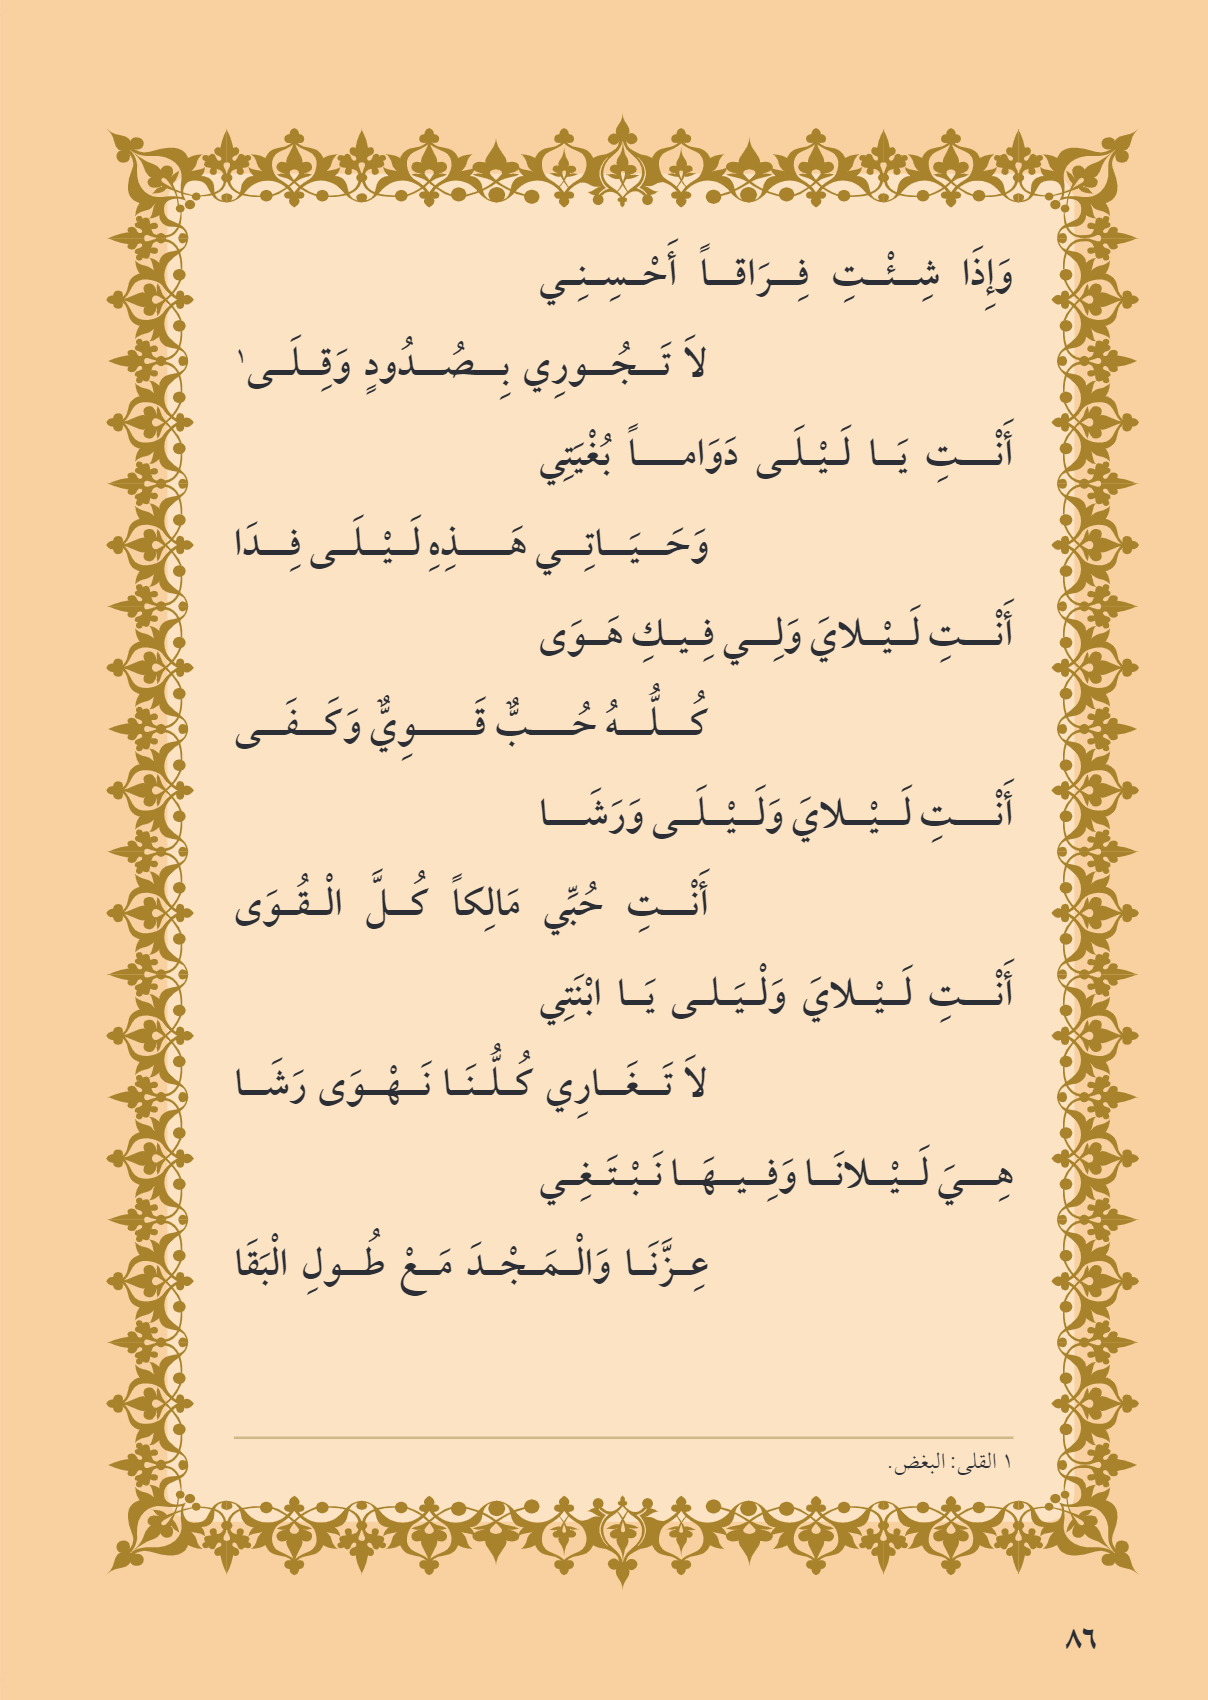 وَإِذَا شِئْتِ فِرَاقاً أَحْسِنِي
لاَ تَجُورِي بِصُدُودٍ وَقِلَى١
أَنْتِ يَا لَيْلَى دَوَاماً بُغْيَتِي
وَحَيَاتِي هَذِهِ لَيْلَى فِدَا
أَنْتِ لَيْلايَ وَلِي فِيكِ هَوَى
كُلُّهُ حُبٌّ قَوِيٌّ وَكَفَى
أَنْتِ لَيْلايَ وَلَيْلَى وَرَشَا
أَنْتِ حُبِّي مَالِكاً كُلَّ الْقُوَى
أَنْتِ لَيْلايَ وَلْيَلى يَا ابْنَتِي
لاَ تَغَارِي كُلُّنَا نَهْوَى رَشَا
هِيَ لَيْلانَا وَفِيهَا نَبْتَغِي
عِزَّنَا وَالْمَجْدَ مَعْ طُولِ الْبَقَا
١ القلى: البغض.
٨٦